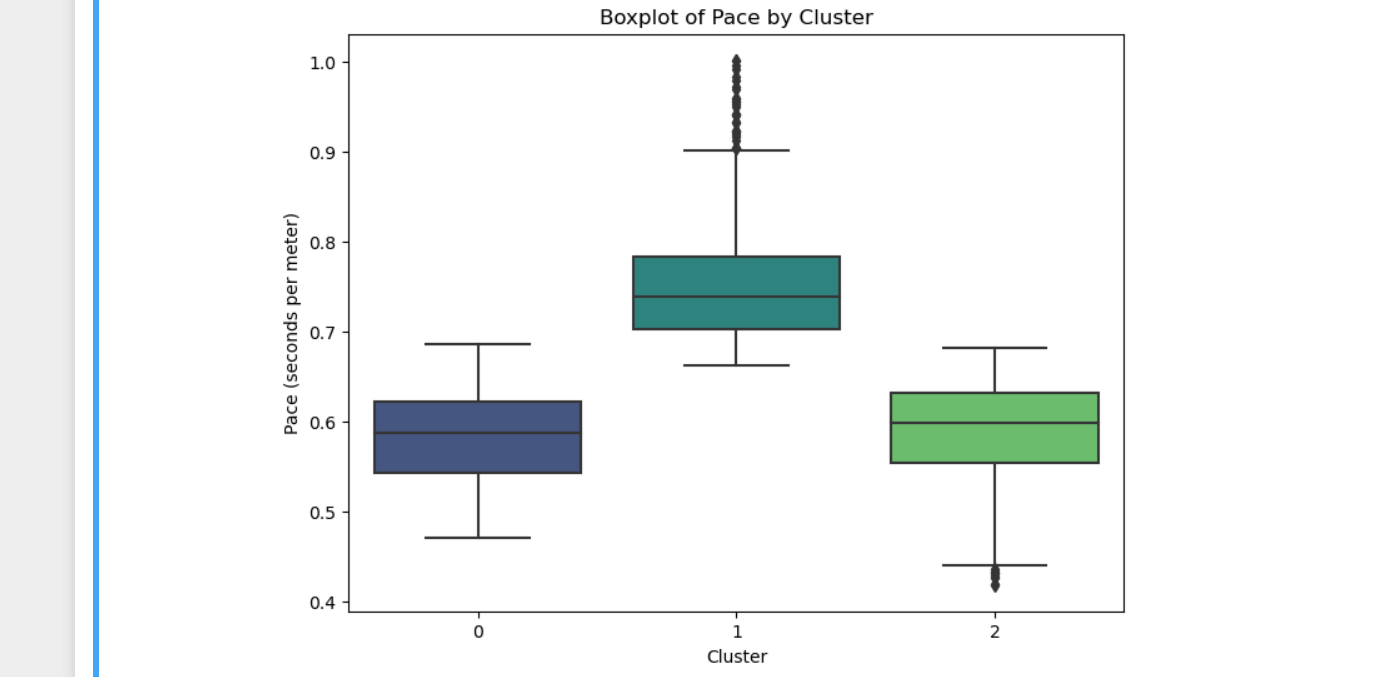 Boxplot of Pace by Cluster
1.0
0.9
0.8
0.7
0.6
0.5
0.4
Pace (seconds per meter)
0 1 2
Cluster